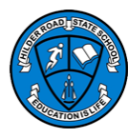 HILDER ROAD STATE SCHOOL
EDUCATION IS LIFE